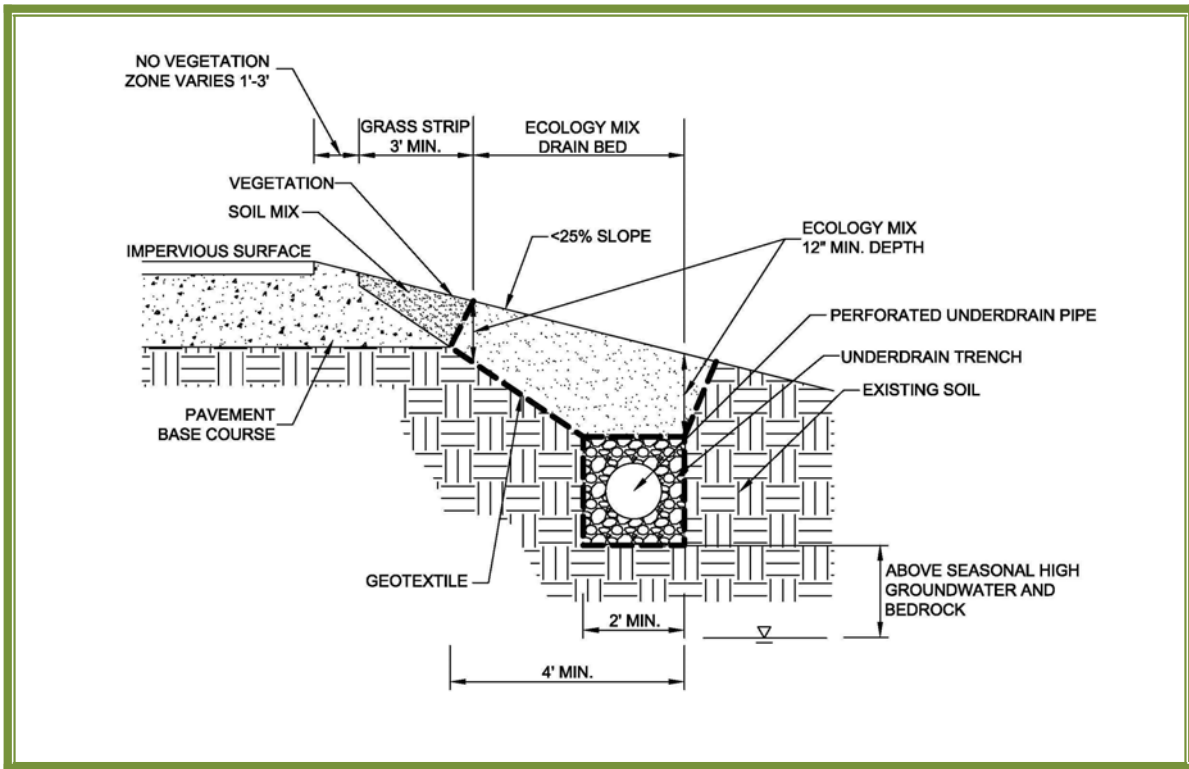 NO VEGETATION
ZONE VARIES 1'-3'
GRASS STRIP
3' MIN.
ECOLOGY MIX
DRAIN BED
VEGETATION
SOIL MIX
<25% SLOPE
ECOLOGY MIX
12" MIN. DEPTH
IMPERVIOUS SURFACE
PERFORATED UNDERDRAIN PIPE
UNDERDRAIN TRENCH
EXISTING SOIL
PAVEMENT
BASE COURSE
GEOTEXTILE
ABOVE SEASONAL HIGH
GROUNDWATER AND
BEDROCK
2' MIN.
4' MIN.